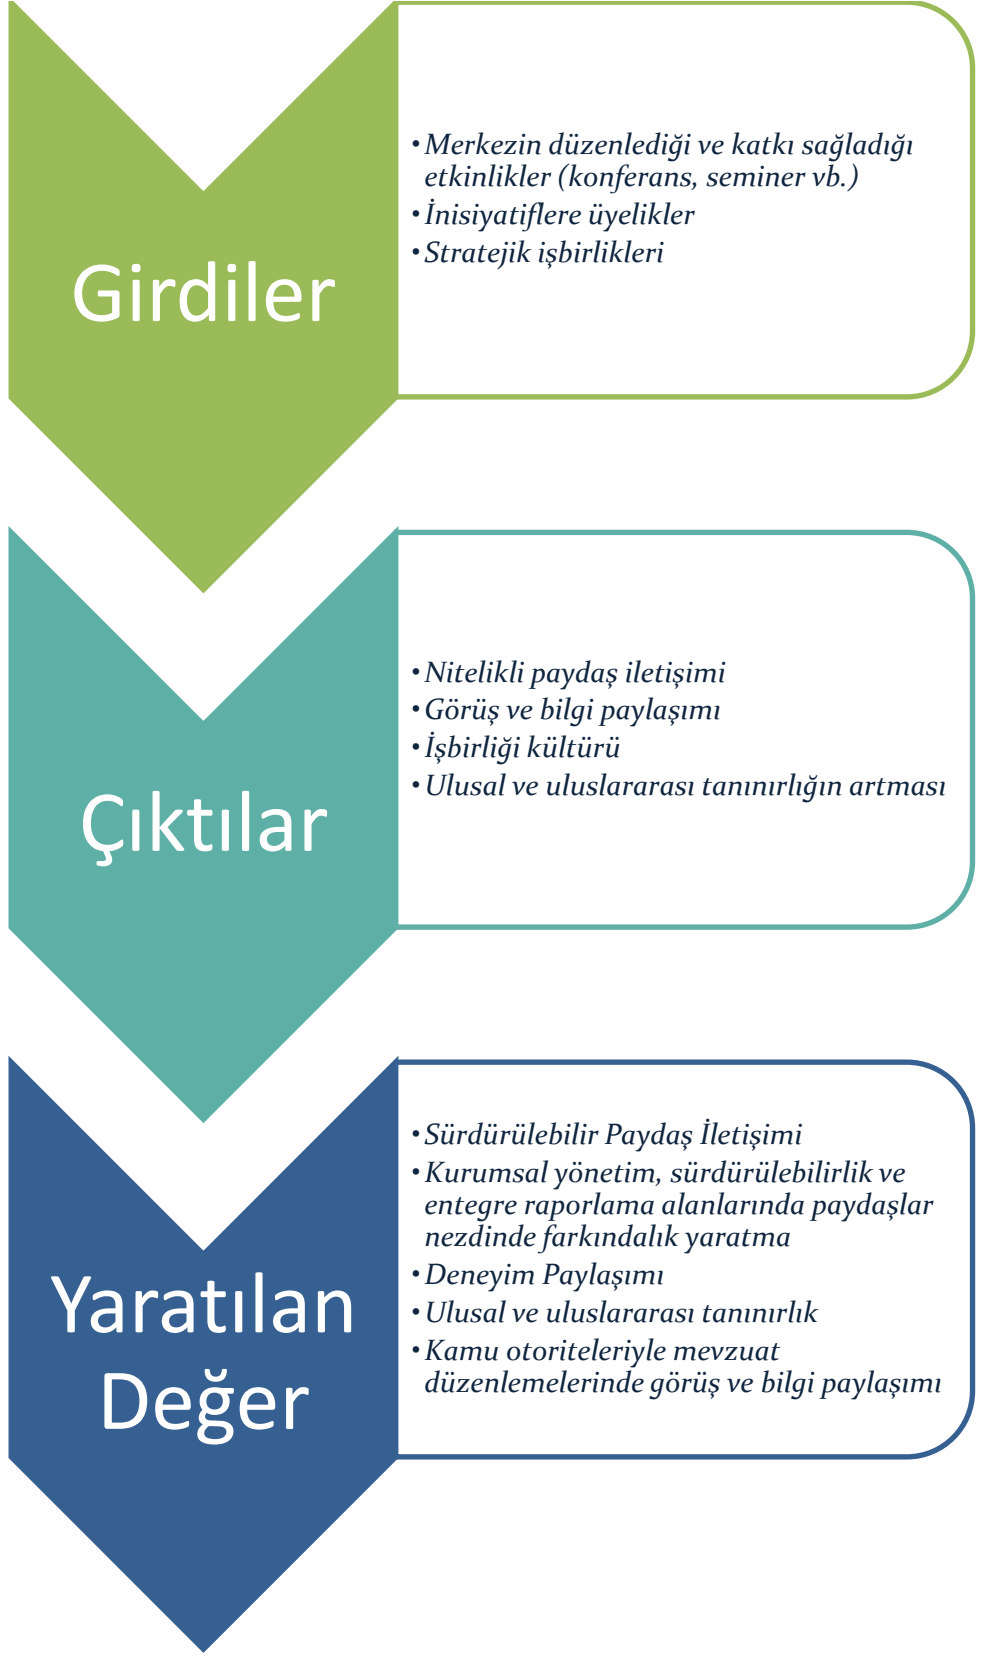 Girdiler
•Merkezin düzenlediği ve katkı sağladığı
etkinlikler (konferans, seminer vb.)
•İnisiyatiflere üyelikler
•Stratejik işbirlikleri
Çıktılar
•Nitelikli paydaş iletişimi
•Görüş ve bilgi paylaşımı
•İşbirliği kültürü
•Ulusal ve uluslararası tanınırlığın artması
Yaratılan
Değer
•Sürdürülebilir Paydaş İletişimi
•Kurumsal yönetim, sürdürülebilirlik ve
entegre raporlama alanlarında paydaşlar
nezdinde farkındalık yaratma
•Deneyim Paylaşımı
•Ulusal ve uluslararası tanınırlık
•Kamu otoriteleriyle mevzuat
düzenlemelerinde görüş ve bilgi paylaşımı